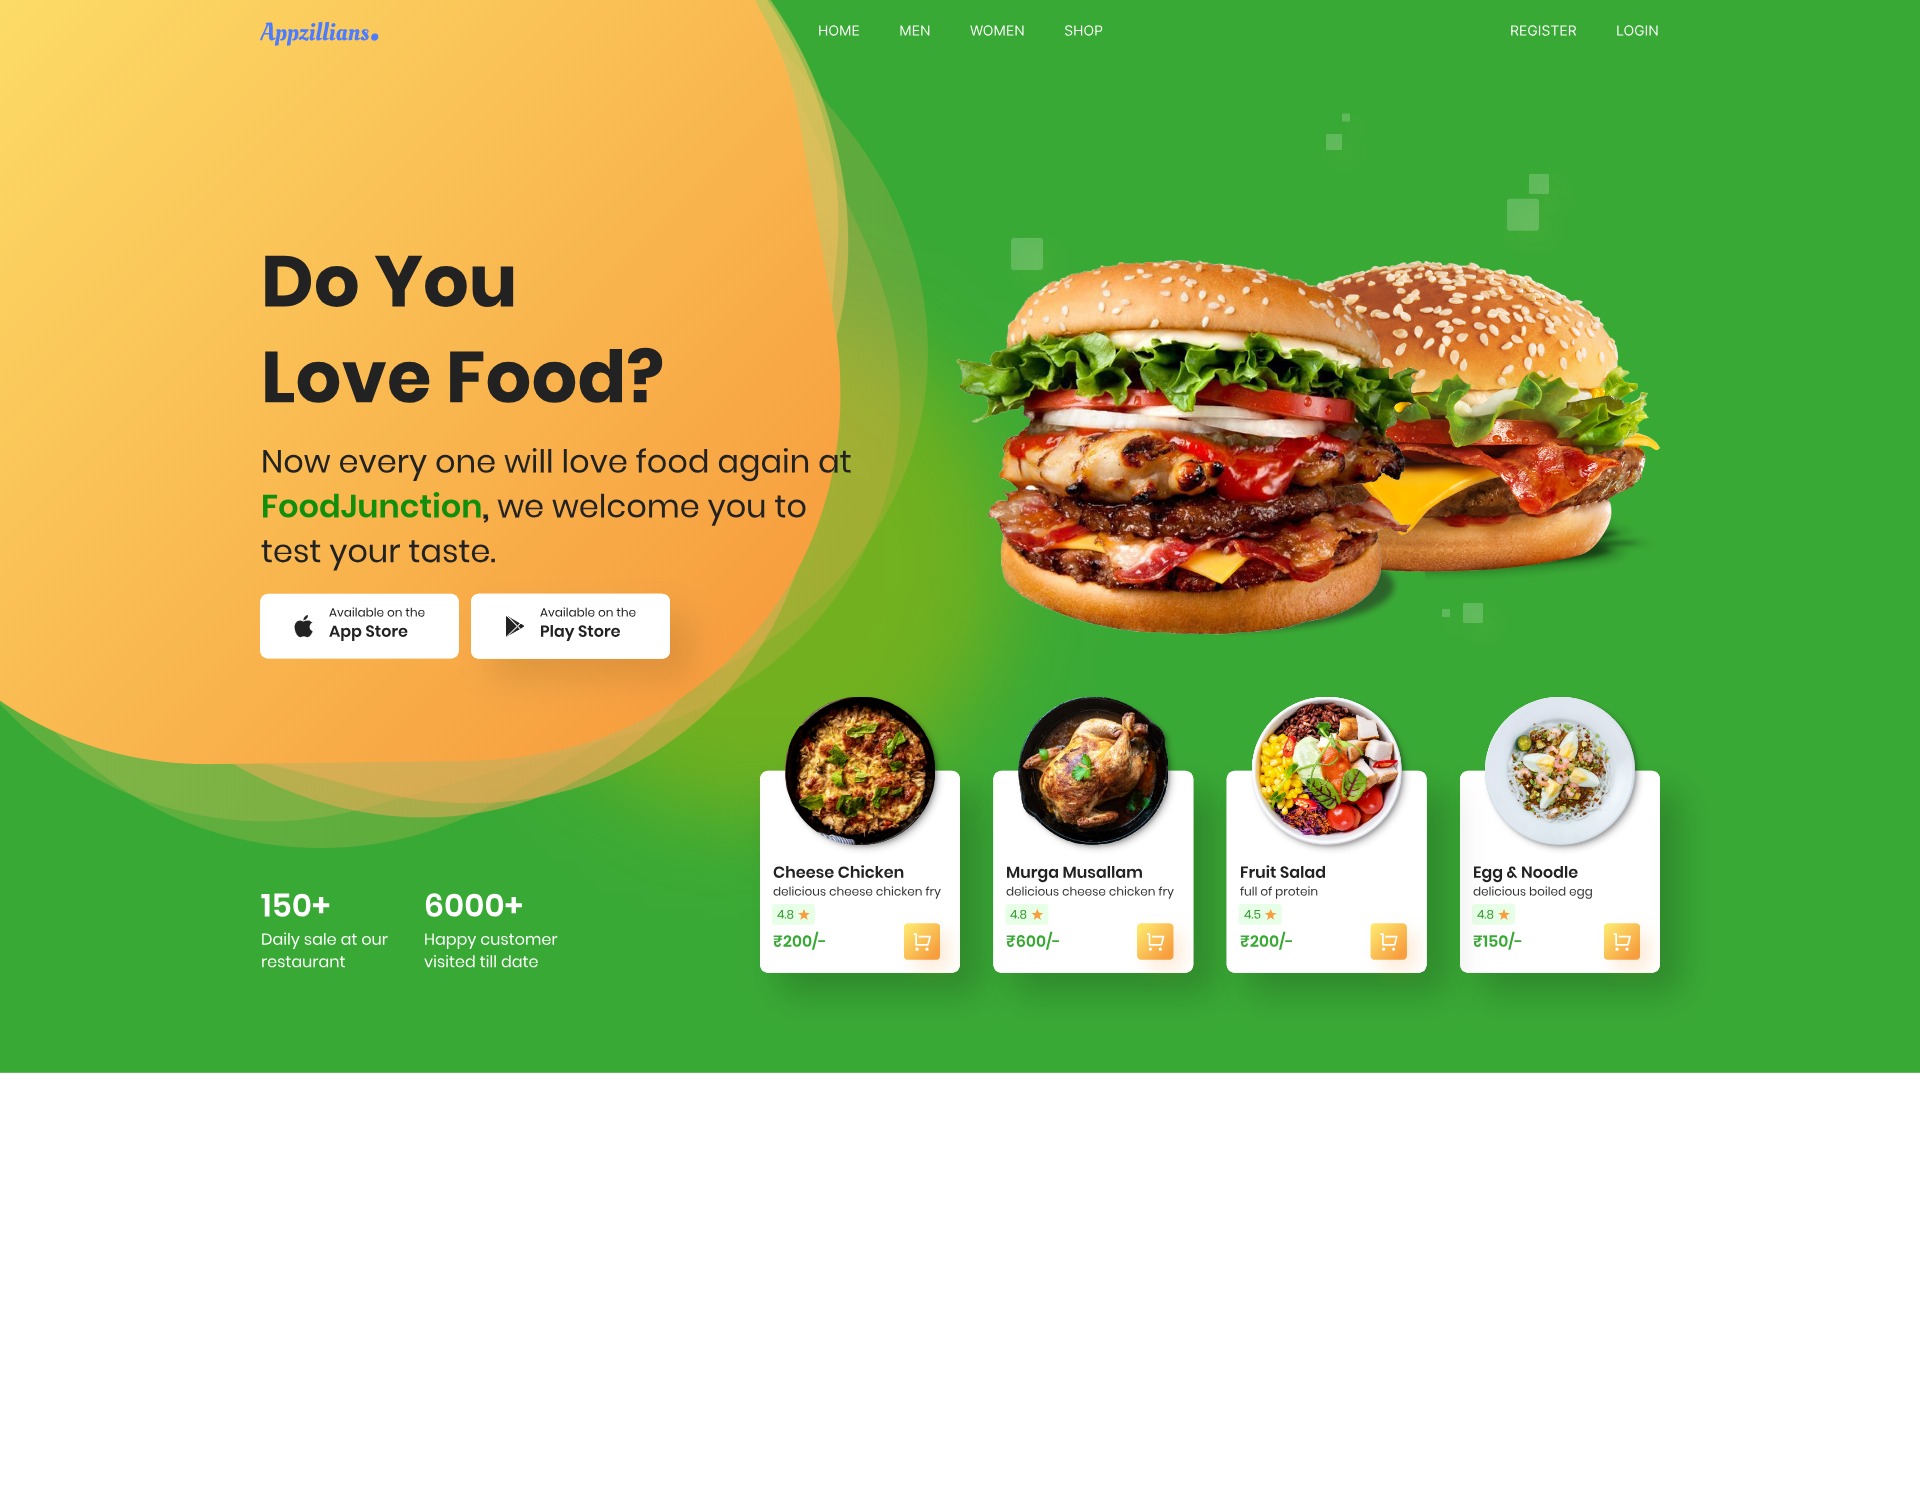 Appzillians.
HOME MEN WOMEN SHOP REGISTER LOGIN
Do You
Love Food?
Now every one will love food again at
FoodJunction, we welcome you to
test your taste.
Available on the
App Store
Available on the
Play Store
150+
Daily sale at our
restaurant
6000+
Happy customer
visited till date
Cheese Chicken
delicious cheese chicken fry
4.8
₹200/-
Murga Musallam
delicious cheese chicken fry
4.8
₹600/-
Fruit Salad
full of protein
4.5
₹200/-
Egg & Noodle
delicious boiled egg
4.8
₹150/-